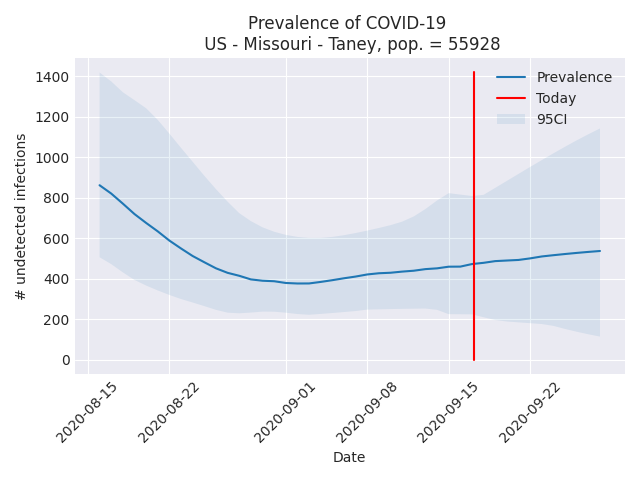 Prevalence of COVID-19
US - Missouri - Taney, pop. = 55928
# undetected infections
1400
1200
1000
800
600
400
200
0
Prevalence
Today
95CI
2020-08-15
2020-08-22
2020-09-01
2020-09-08
2020-09-15
2020-09-22
Date